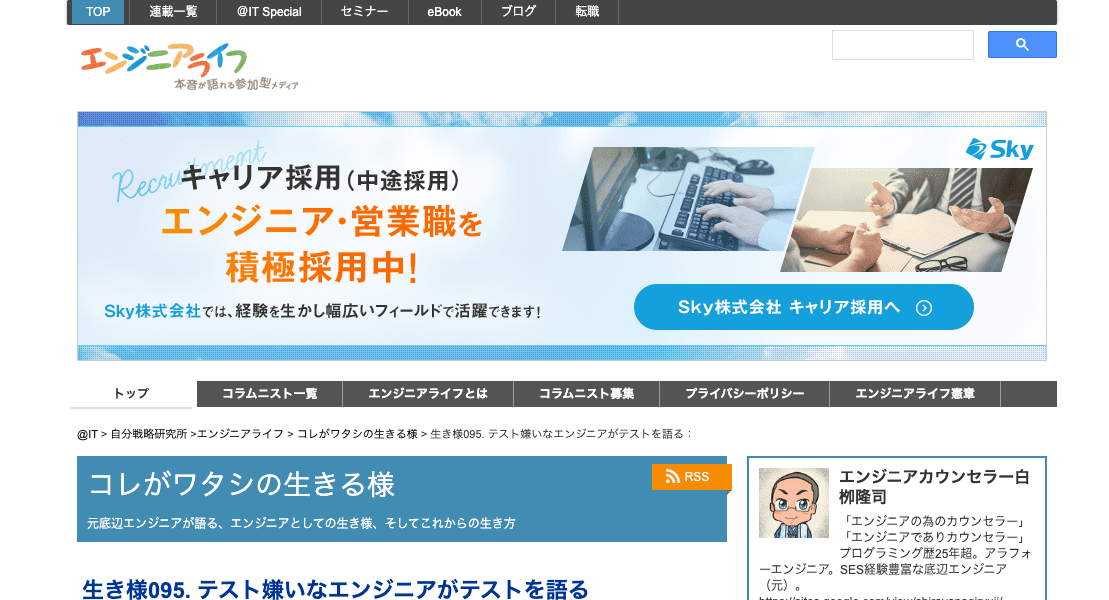 TOP 連載一覧 @IT Special セミナー eBook ブログ 転職
エンジニアライフ
本音が語れる参加型メディア
Recruitment
キャリア採用(中途採用)
エンジニア・営業職を
積極採用中!
Sky株式会社では、経験を生かし幅広いフィールドで活躍できます!
Sky
Sky株式会社 キャリア採用へ
トップ コラムニスト一覧 エンジニアライフとは コラムニスト募集 プライバシーポリシー エンジニアライフ憲章
@IT > 自分戦略研究所 >エンジニアライフ > コレがワタシの生きる様 > 生き様095. テスト嫌いなエンジニアがテストを語る：
コレがワタシの生きる様
RSS
元底辺エンジニアが語る、エンジニアとしての生き様、そしてこれからの生き方
生き様095. テスト嫌いなエンジニアがテストを語る
エンジニアカウンセラー白
栁隆司
「エンジニアの為のカウンセラー」
「エンジニアでありカウンセラー」
プログラミング歴25年超。アラフォ
ーエンジニア。SES経験豊富な底辺エンジニア
（元）。